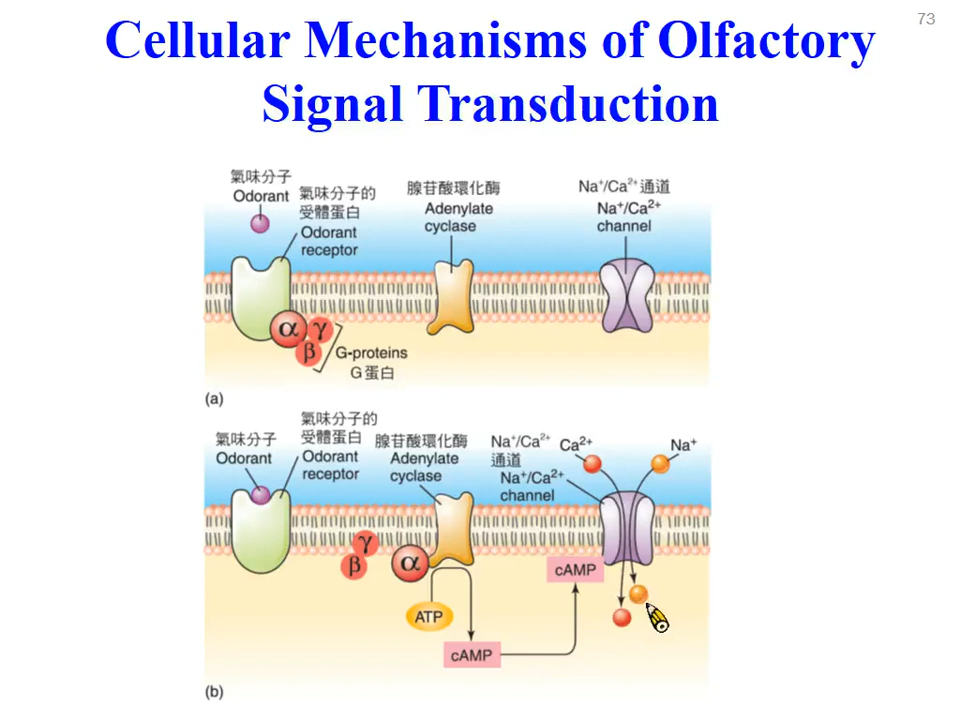 73
Cellular Mechanisms of Olfactory
Signal Transduction
氣味分子
Odorant
氣味分子的
受體蛋白
Odorant
receptor
腺苷酸環化酶
Adenylate
cyclase
Na⁺/Ca²⁺通道
Na⁺/Ca²⁺
channel
α
γ
β
G-proteins
G蛋白
(a)
氣味分子
Odorant
氣味分子的
受體蛋白
Odorant
receptor
腺苷酸環化酶
Adenylate
cyclase
Na⁺/Ca²⁺
通道
Na⁺/Ca²⁺
channel
Ca²⁺
Na⁺
γ
β
α
ATP
cAMP
cAMP
(b)